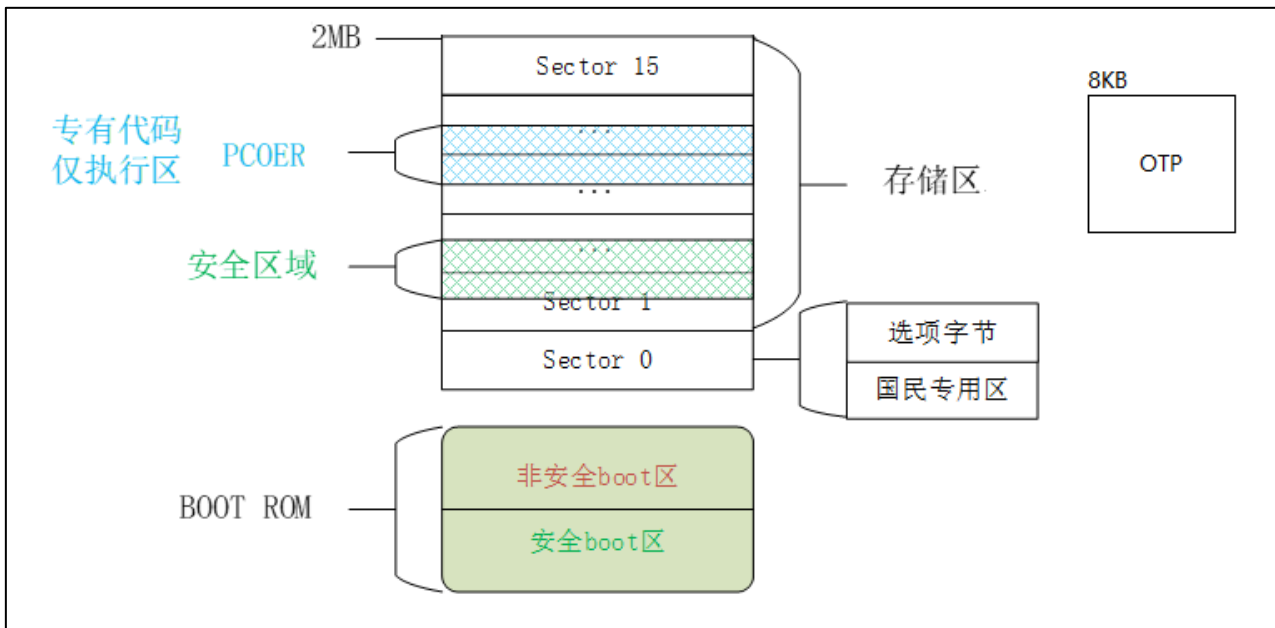 2MB
Sector 15
8KB
OTP
专有代码
仅执行区
PCOER
...
...
存储区
安全区域
...
Sector 1
Sector 0
选项字节
国民专用区
BOOT ROM
非安全boot区
安全boot区